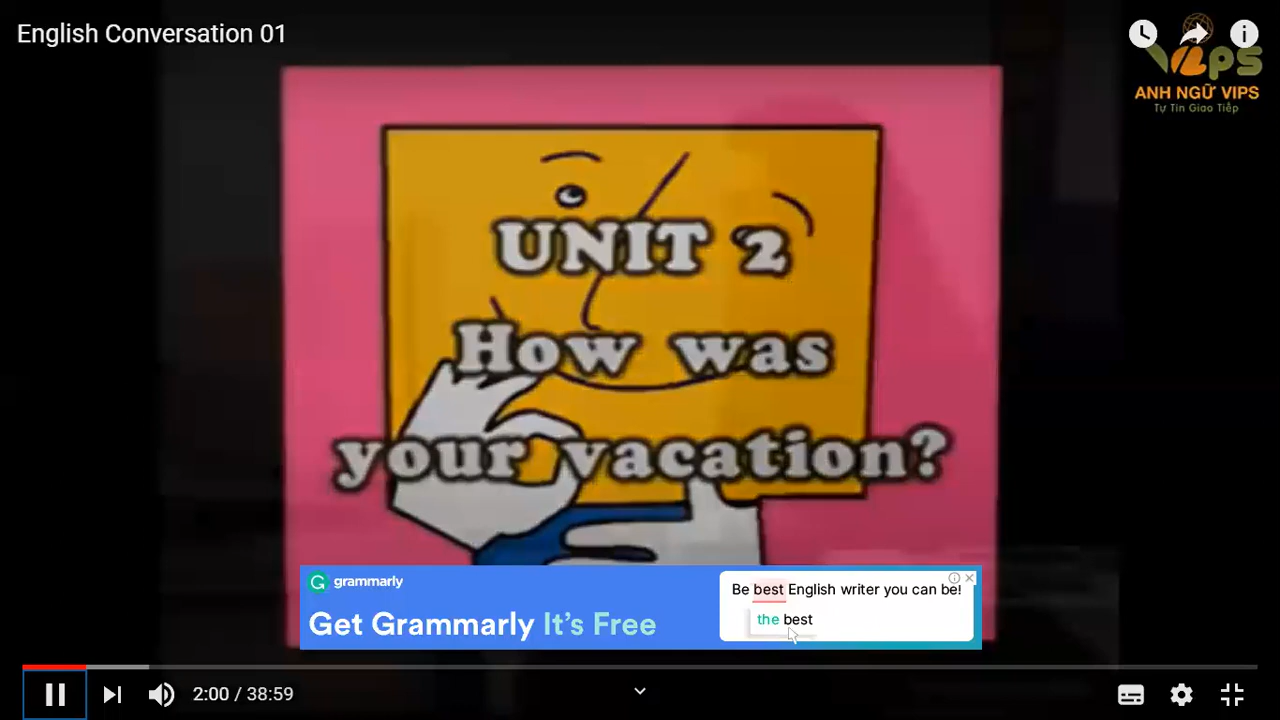 English Conversation 01
VIPS
ANH NGỮ VIPS
Tự Tin Giao Tiếp
UNIT 2
How was
your vacation?
grammarly
Get Grammarly It's Free
Be best English writer you can be!
the best
2:00 / 38:59